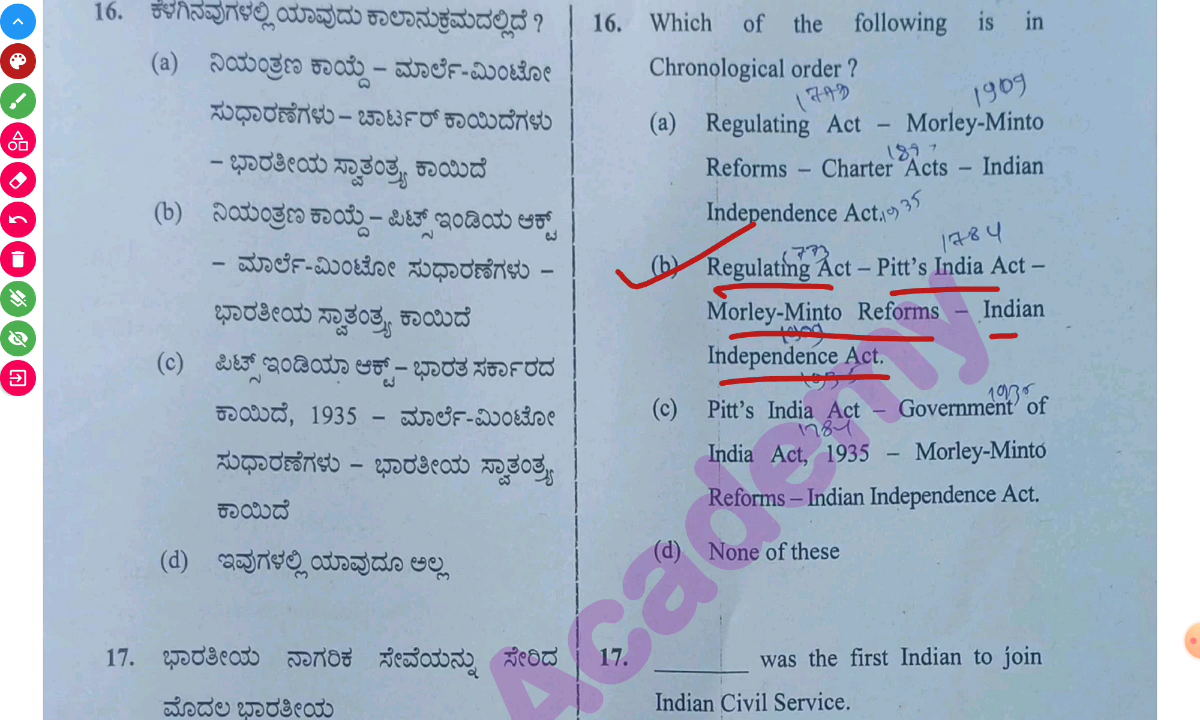 16. ಕೆಳಗಿನವುಗಳಲ್ಲಿ ಯಾವುದು ಕಾಲಾನುಕ್ರಮದಲ್ಲಿದೆ ?
(a) ನಿಯಂತ್ರಣ ಕಾಯ್ದೆ – ಮಾರ್ಲೆ-ಮಿಂಟೋ
ಸುಧಾರಣೆಗಳು – ಚಾರ್ಟರ್ ಕಾಯಿದೆಗಳು
– ಭಾರತೀಯ ಸ್ವಾತಂತ್ರ್ಯ ಕಾಯಿದೆ
(b) ನಿಯಂತ್ರಣ ಕಾಯ್ದೆ – ಪಿಟ್ಸ್ ಇಂಡಿಯ ಆಕ್ಟ್
– ಮಾರ್ಲೆ-ಮಿಂಟೋ ಸುಧಾರಣೆಗಳು –
ಭಾರತೀಯ ಸ್ವಾತಂತ್ರ್ಯ ಕಾಯಿದೆ
(c) ಪಿಟ್ಸ್ ಇಂಡಿಯಾ ಆಕ್ಟ್ – ಭಾರತ ಸರ್ಕಾರದ
ಕಾಯಿದೆ, 1935 – ಮಾರ್ಲೆ-ಮಿಂಟೋ
ಸುಧಾರಣೆಗಳು – ಭಾರತೀಯ ಸ್ವಾತಂತ್ರ್ಯ
ಕಾಯಿದೆ
(d) ಇವುಗಳಲ್ಲಿ ಯಾವುದೂ ಅಲ್ಲ
17. ಭಾರತೀಯ ನಾಗರಿಕ ಸೇವೆಯನ್ನು ಸೇರಿದ
ಮೊದಲ ಭಾರತೀಯ
16. Which of the following is in
Chronological order ?
1909
(a) Regulating Act – Morley-Minto
Reforms – Charter Acts – Indian
Independence Act. 1935
1773 1784
(b) Regulating Act – Pitt's India Act –
Morley-Minto Reforms – Indian
1909
Independence Act.
1935
1935
(c) Pitt's India Act – Government of
1784
India Act, 1935 – Morley-Minto
Reforms – Indian Independence Act.
(d) None of these
17. ________ was the first Indian to join
Indian Civil Service.
Academy